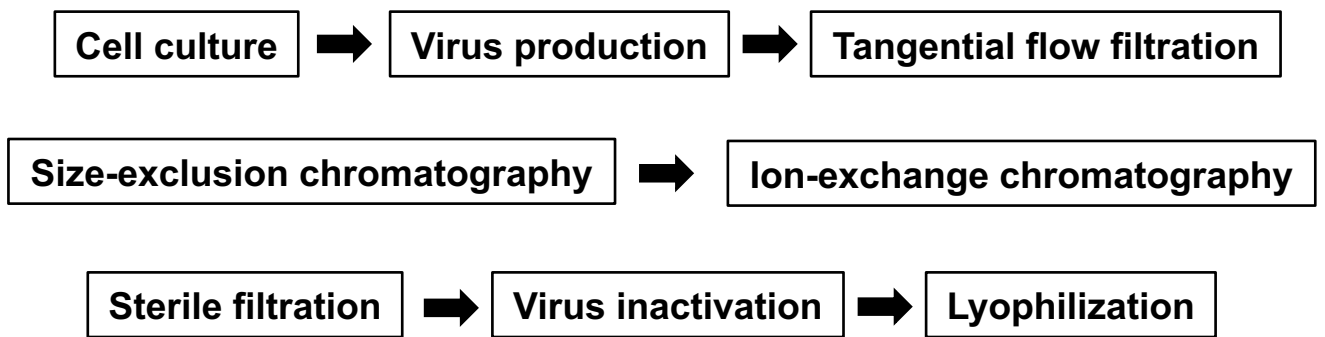 Cell culture Virus production Tangential flow filtration
Size-exclusion chromatography Ion-exchange chromatography
Sterile filtration Virus inactivation Lyophilization